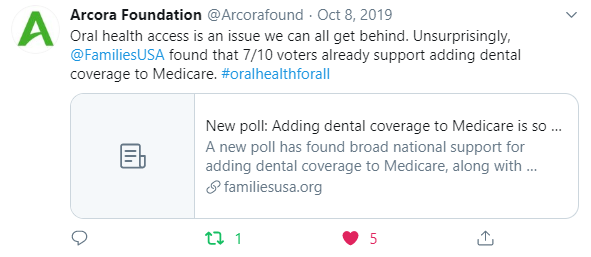 Arcora Foundation @Arcorafound · Oct 8, 2019
Oral health access is an issue we can all get behind. Unsurprisingly,
@FamiliesUSA found that 7/10 voters already support adding dental
coverage to Medicare. #oralhealthforall
New poll: Adding dental coverage to Medicare is so ...
A new poll has found broad national support for
adding dental coverage to Medicare, along with ...
familiesusa.org
1 5